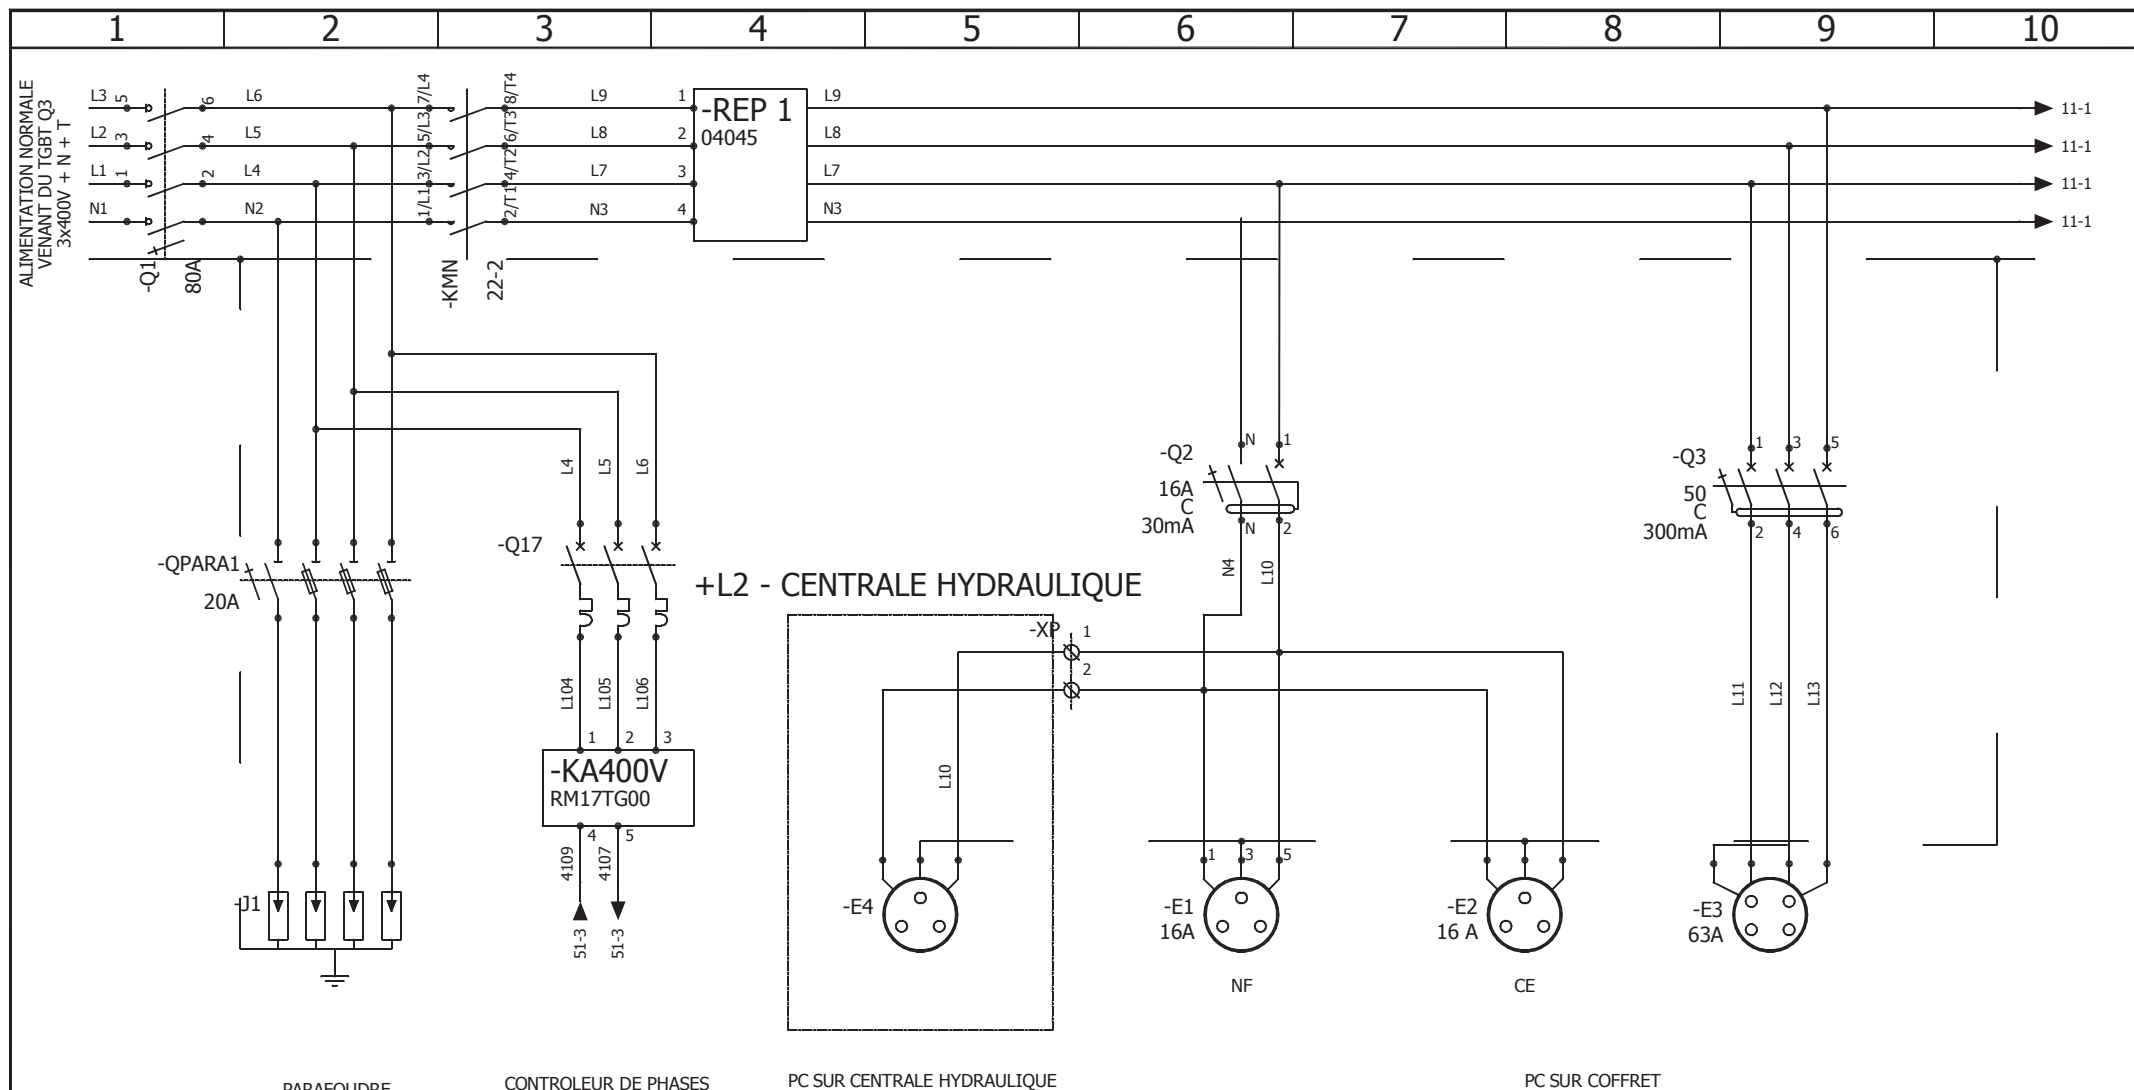 1 2 3 4 5 6 7 8 9 10
ALIMENTATION NORMALE
VENANT DU TGBT Q3
3x400V + N + T
L3 5 6 L6 7/L4 8/T4 L9 1 L9 11-1
L2 3 4 L5 5/L3 6/T3 L8 2 L8 11-1
L1 1 2 L4 3/L2 4/T2 L7 3 L7 11-1
N1 N2 1/L1 2/T1 N3 4 N3 11-1
-REP 1
04045
-Q1
80A
-KMN
22-2
L4 L5 L6
-Q17
-QPARA1
20A
N 1
-Q2
16A
C
30mA
N 2
N4 L10
1 3 5
-Q3
50
C
300mA
2 4 6
+L2 - CENTRALE HYDRAULIQUE
-XP 1
2
L104 L105 L106
L11 L12 L13
1 2 3
-KA400V
RM17TG00
4 5
4109 4107
51-3 51-3
L10
1 3 5
-J1
-E4
-E1
16A
-E2
16 A
-E3
63A
NF
CE
PARAFOUDRE
CONTROLEUR DE PHASES
PC SUR CENTRALE HYDRAULIQUE
PC SUR COFFRET